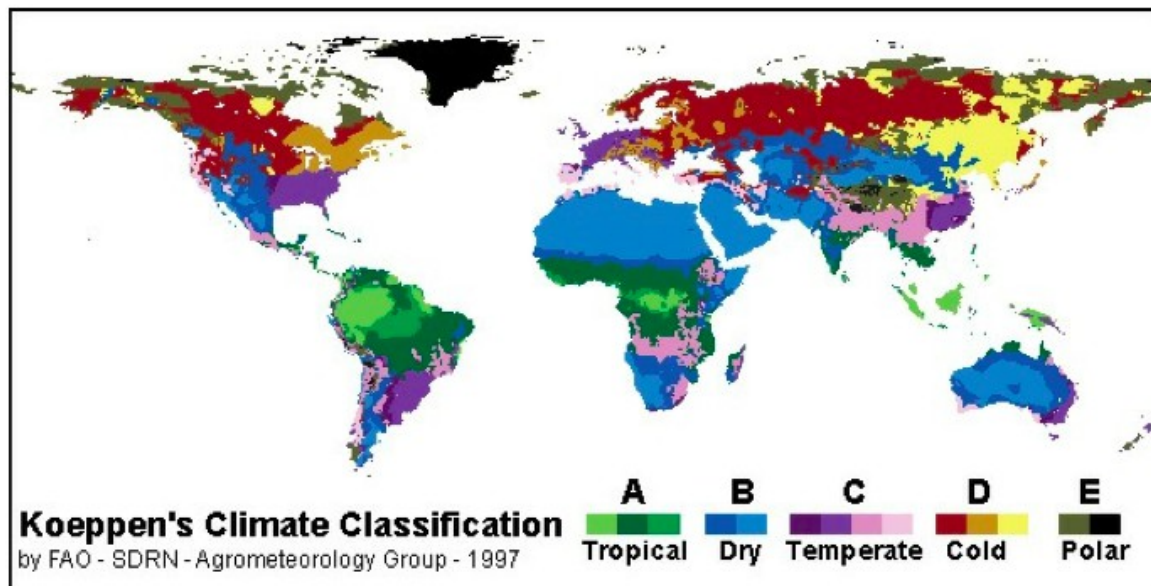 A B C D E
Koeppen's Climate Classification
Tropical Dry Temperate Cold Polar
by FAO - SDRN - Agrometeorology Group - 1997